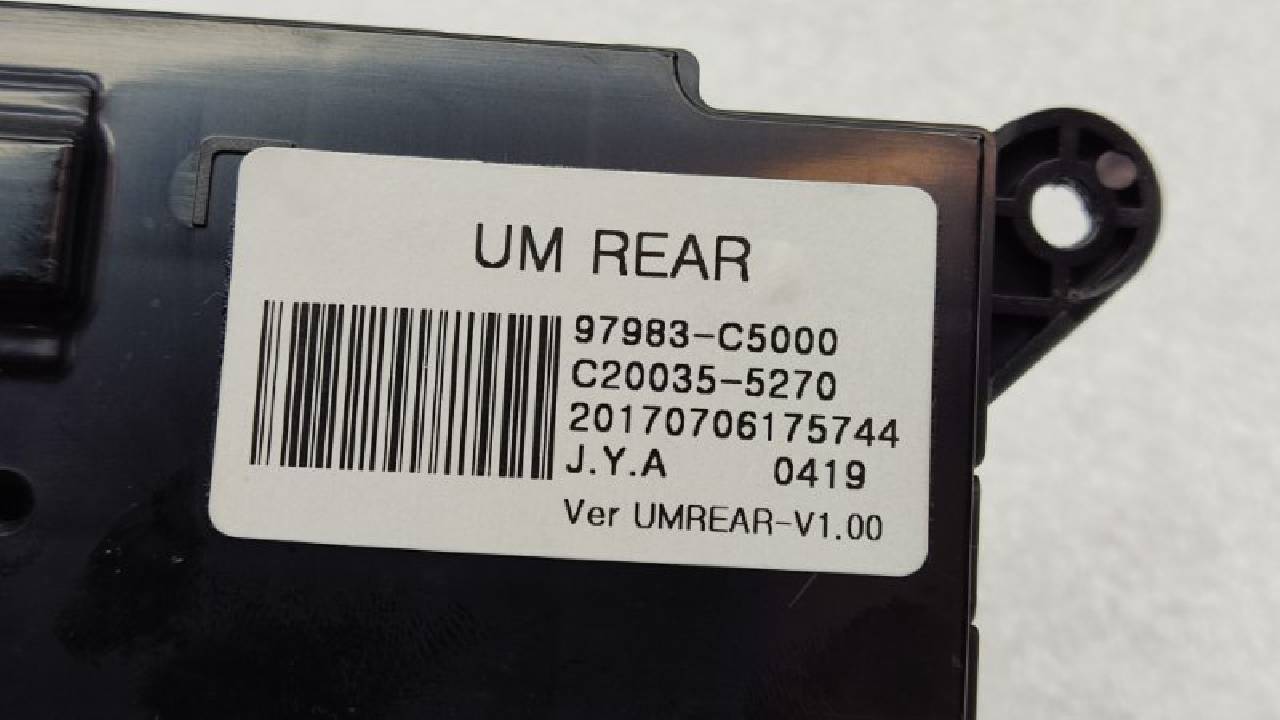 UM REAR
97983-C5000
C20035-5270
20170706175744
J.Y.A 0419
Ver UMREAR-V1.00